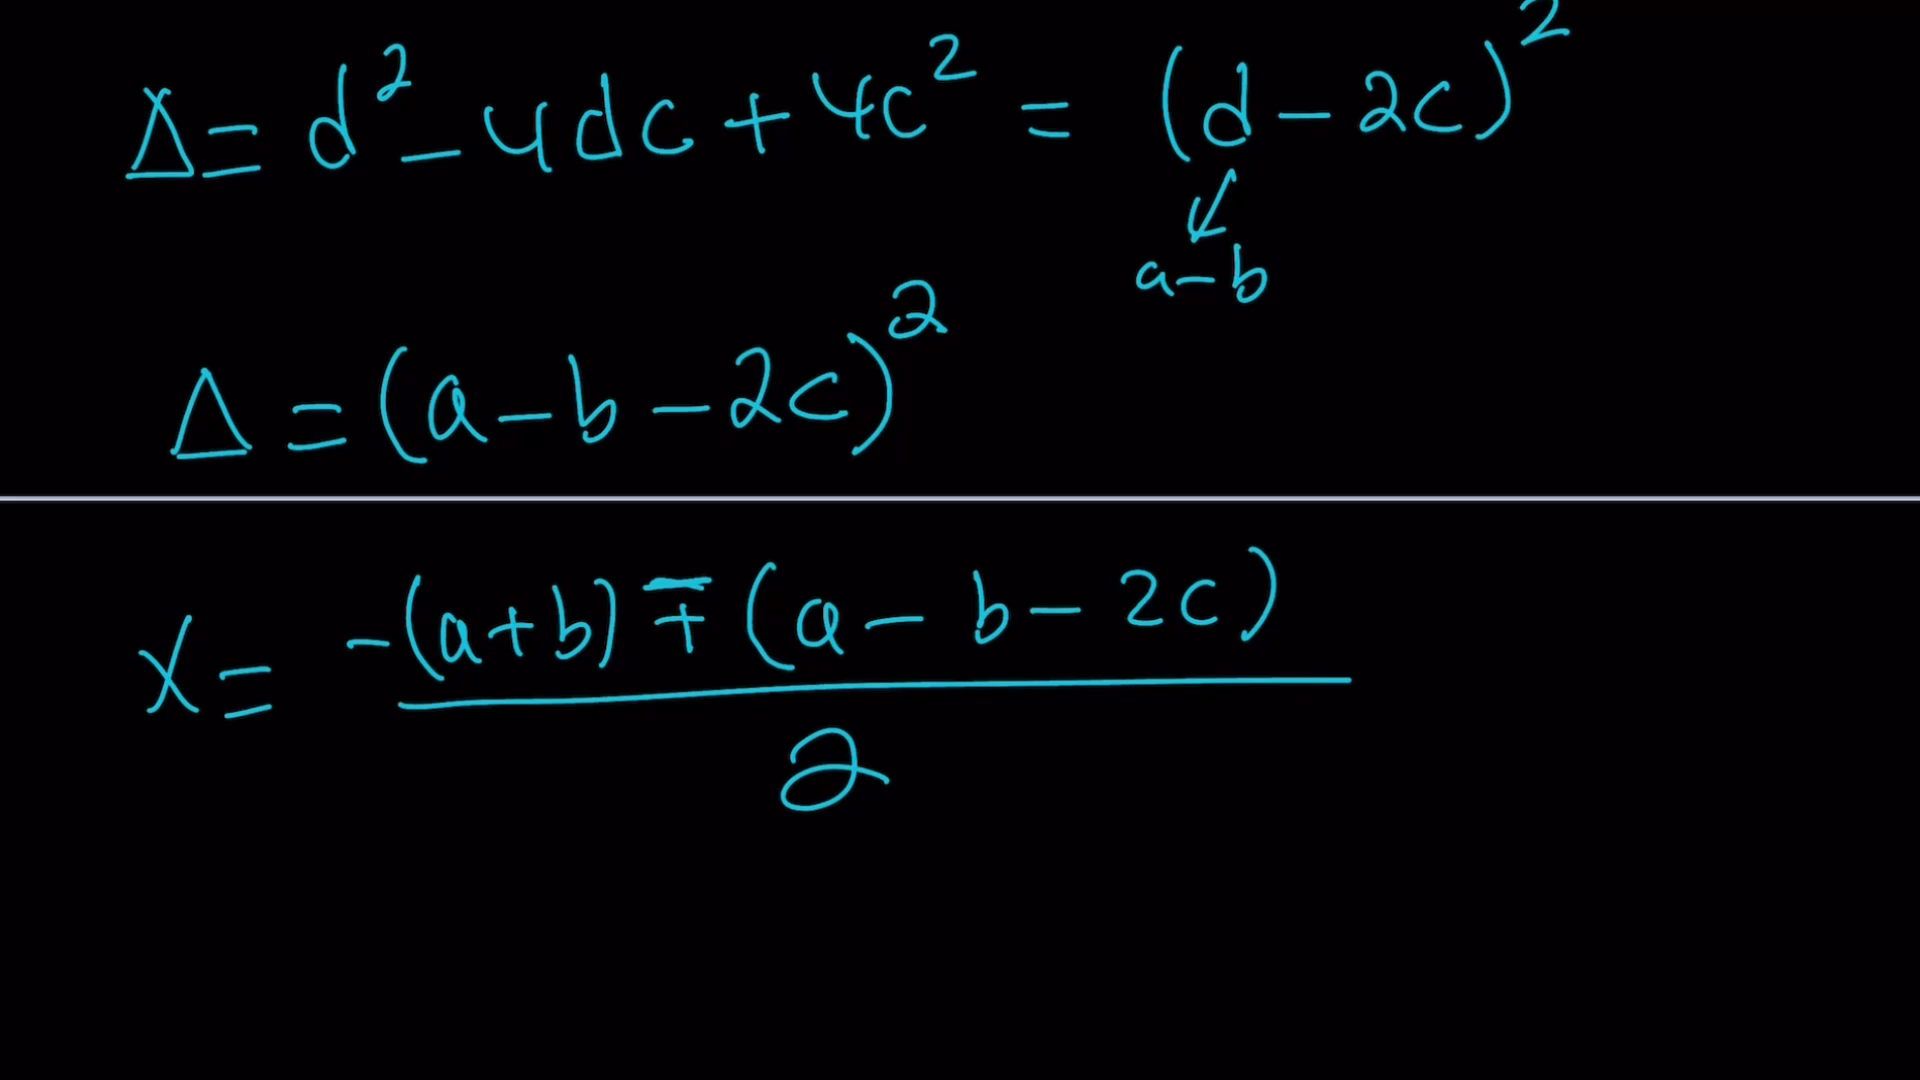 Δ = d² - 4dc + 4c² = (d - 2c)²
a - b
Δ = (a - b - 2c)²
x = (-(a + b) ∓ (a - b - 2c)) / 2